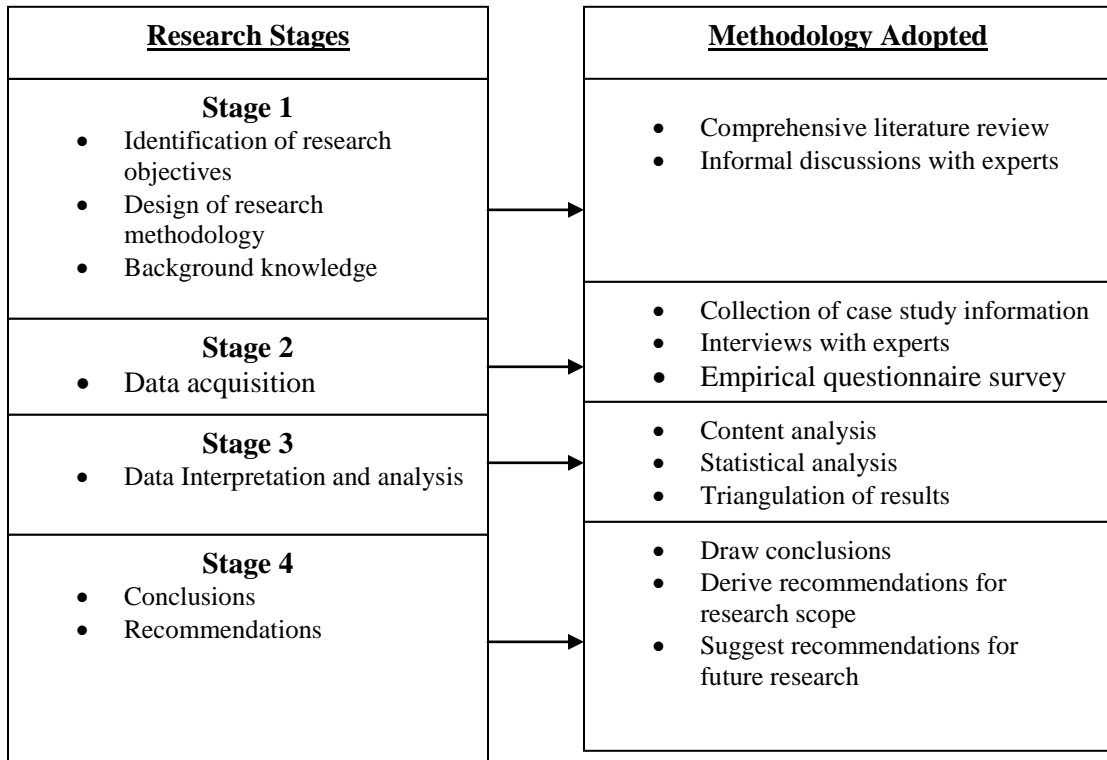 Research Stages
Stage 1
• Identification of research
objectives
• Design of research
methodology
• Background knowledge
Stage 2
• Data acquisition
Stage 3
• Data Interpretation and analysis
Stage 4
• Conclusions
• Recommendations
Methodology Adopted
• Comprehensive literature review
• Informal discussions with experts
• Collection of case study information
• Interviews with experts
• Empirical questionnaire survey
• Content analysis
• Statistical analysis
• Triangulation of results
• Draw conclusions
• Derive recommendations for
research scope
• Suggest recommendations for
future research